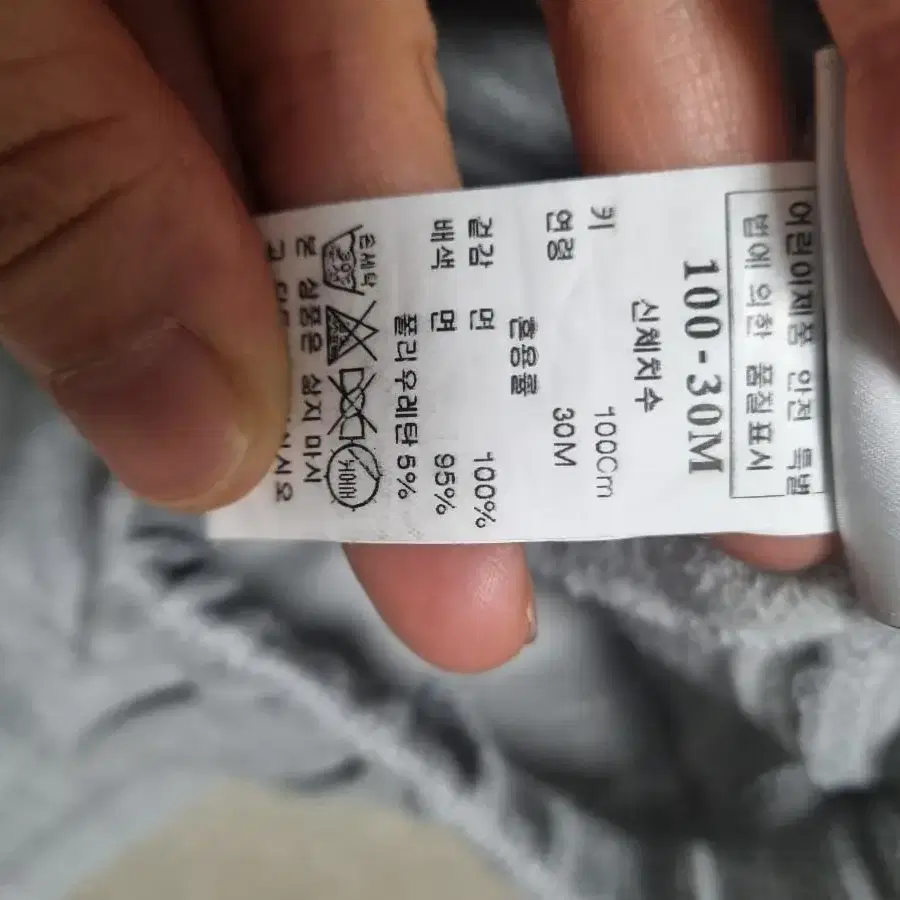 어린이제품 안전 특별
법에 의한 품질표시
100-30M
신체치수
키 100Cm
연령 30M
혼용율
겉감 면 100%
배색 면 95%
폴리우레탄 5%
손세탁 30℃
본 상품은 삶지 마시